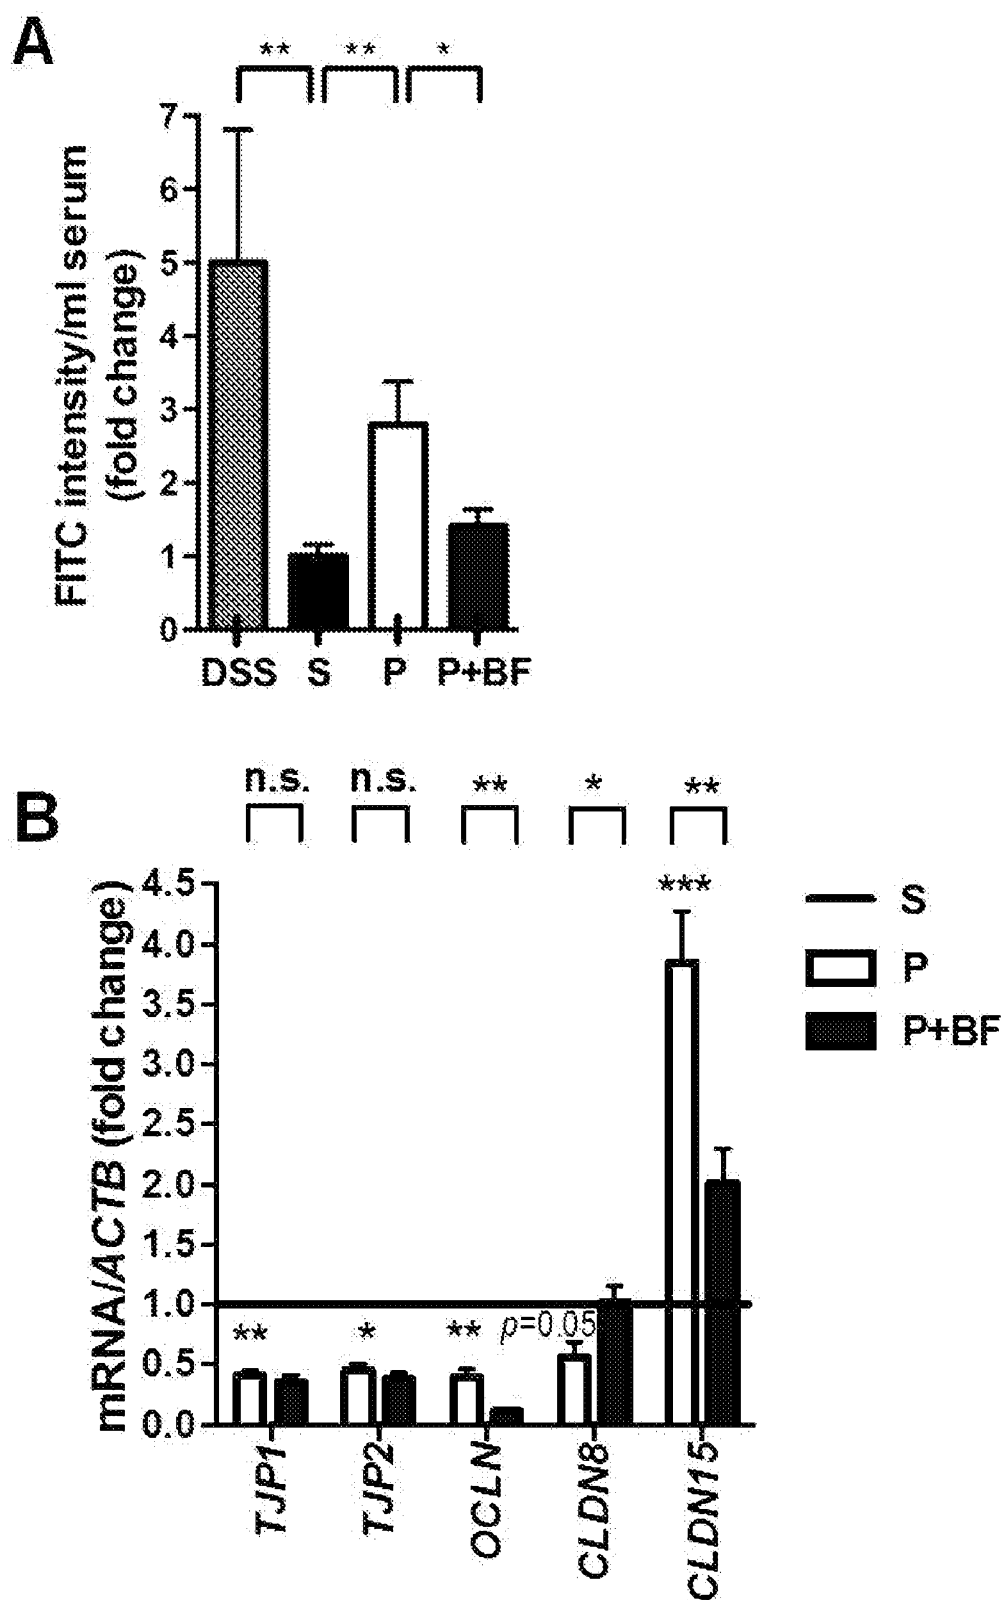 A
** ** *
FITC intensity/ml serum
(fold change)
7
6
5
4
3
2
1
0
DSS S P P+BF
B
n.s. n.s. ** * **
mRNA/ACTB (fold change)
4.5
4.0
3.5
3.0
2.5
2.0
1.5
1.0
0.5
0.0
***
** * ** p=0.05
TJP1
TJP2
OCLN
CLDN8
CLDN15
S
P
P+BF